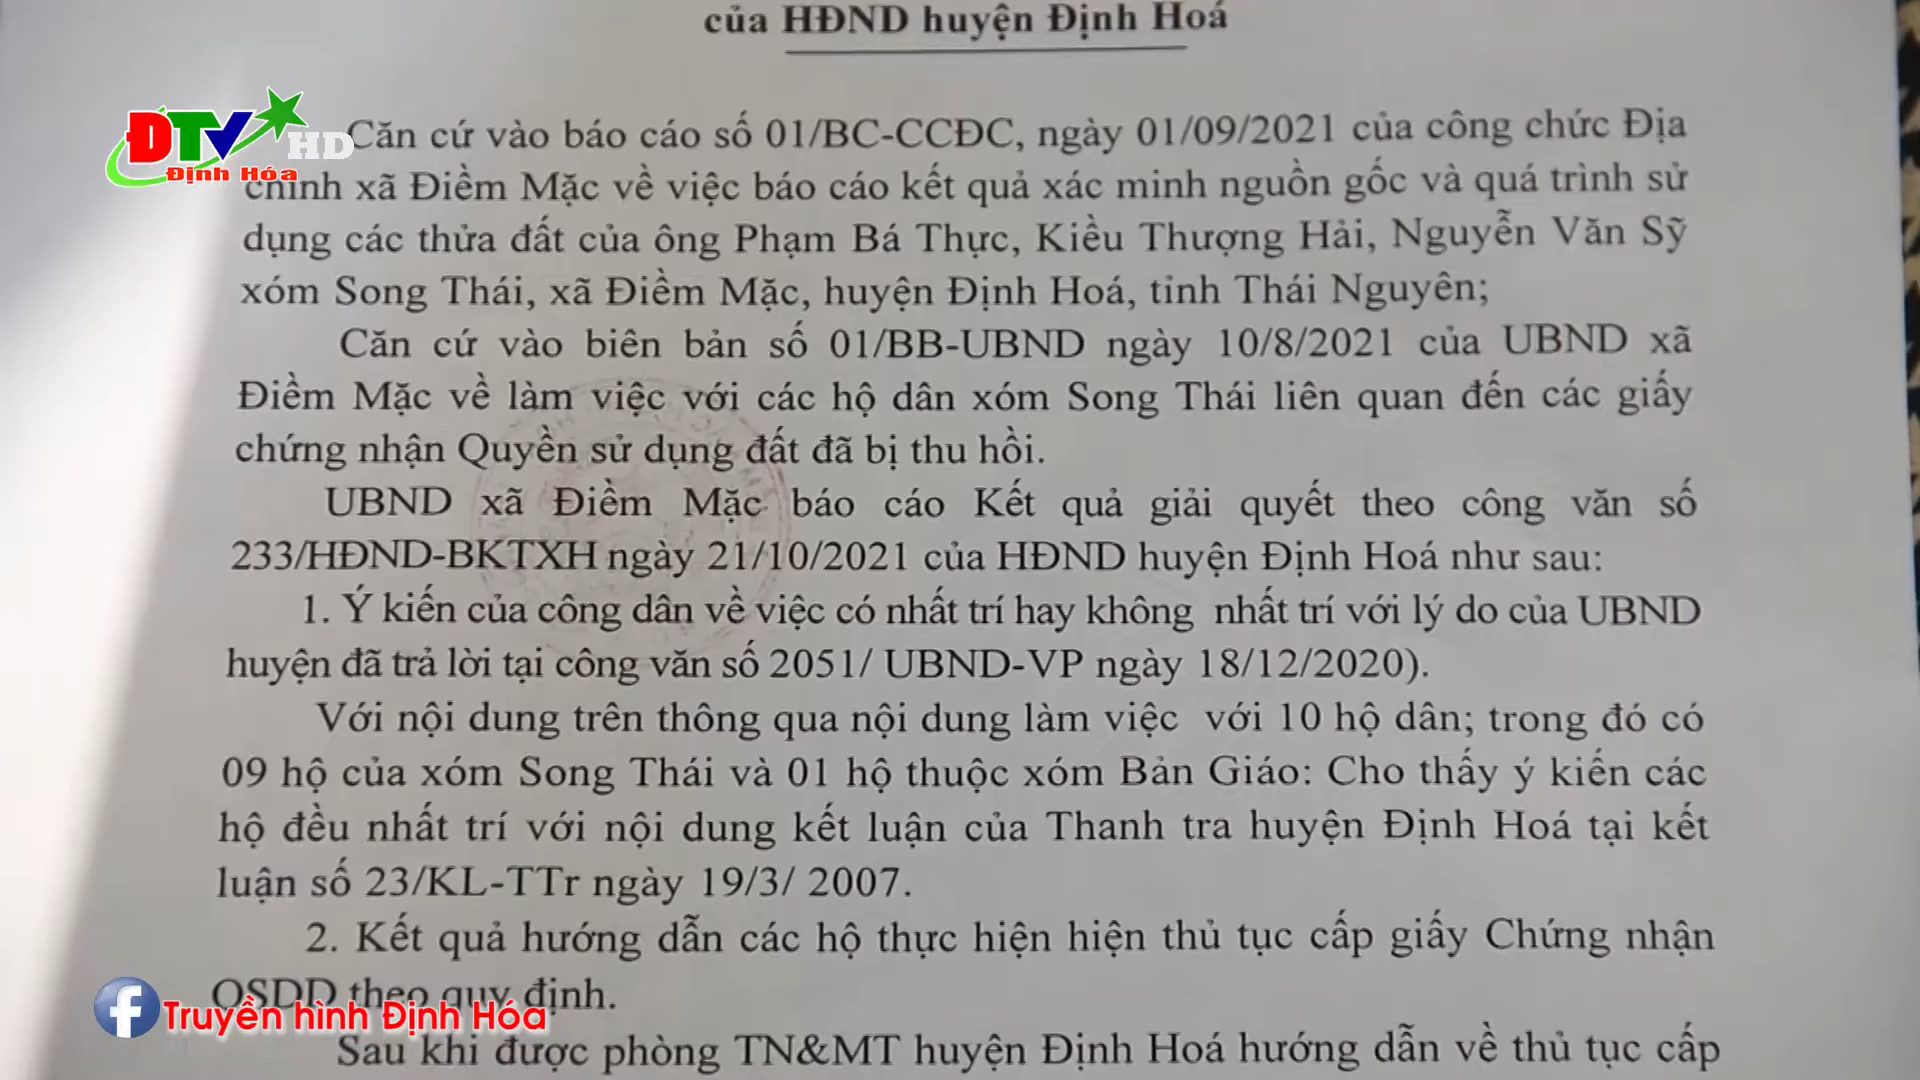 của HĐND huyện Định Hoá
ĐTV HD
Định Hóa
Căn cứ vào báo cáo số 01/BC-CCĐC, ngày 01/09/2021 của công chức Địa
chính xã Điềm Mặc về việc báo cáo kết quả xác minh nguồn gốc và quá trình sử
dụng các thửa đất của ông Phạm Bá Thực, Kiều Thượng Hải, Nguyễn Văn Sỹ
xóm Song Thái, xã Điềm Mặc, huyện Định Hoá, tỉnh Thái Nguyên;
Căn cứ vào biên bản số 01/BB-UBND ngày 10/8/2021 của UBND xã
Điềm Mặc về làm việc với các hộ dân xóm Song Thái liên quan đến các giấy
chứng nhận Quyền sử dụng đất đã bị thu hồi.
UBND xã Điềm Mặc báo cáo Kết quả giải quyết theo công văn số
233/HĐND-BKTXH ngày 21/10/2021 của HĐND huyện Định Hoá như sau:
1. Ý kiến của công dân về việc có nhất trí hay không nhất trí với lý do của UBND
huyện đã trả lời tại công văn số 2051/ UBND-VP ngày 18/12/2020).
Với nội dung trên thông qua nội dung làm việc với 10 hộ dân; trong đó có
09 hộ của xóm Song Thái và 01 hộ thuộc xóm Bản Giáo: Cho thấy ý kiến các
hộ đều nhất trí với nội dung kết luận của Thanh tra huyện Định Hoá tại kết
luận số 23/KL-TTr ngày 19/3/ 2007.
2. Kết quả hướng dẫn các hộ thực hiện hiện thủ tục cấp giấy Chứng nhận
QSDD theo quy định.
Truyền hình Định Hóa
Sau khi được phòng TN&MT huyện Định Hoá hướng dẫn về thủ tục cấp